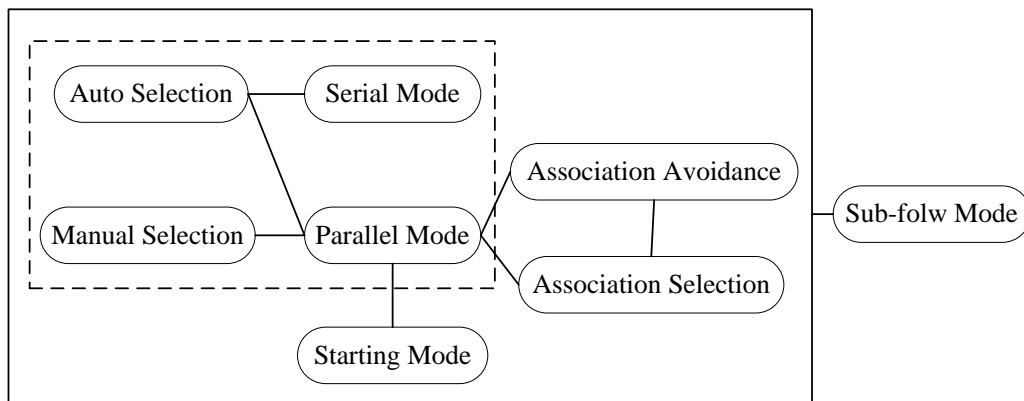 Auto Selection
Serial Mode
Association Avoidance
Sub-folw Mode
Manual Selection
Parallel Mode
Association Selection
Starting Mode